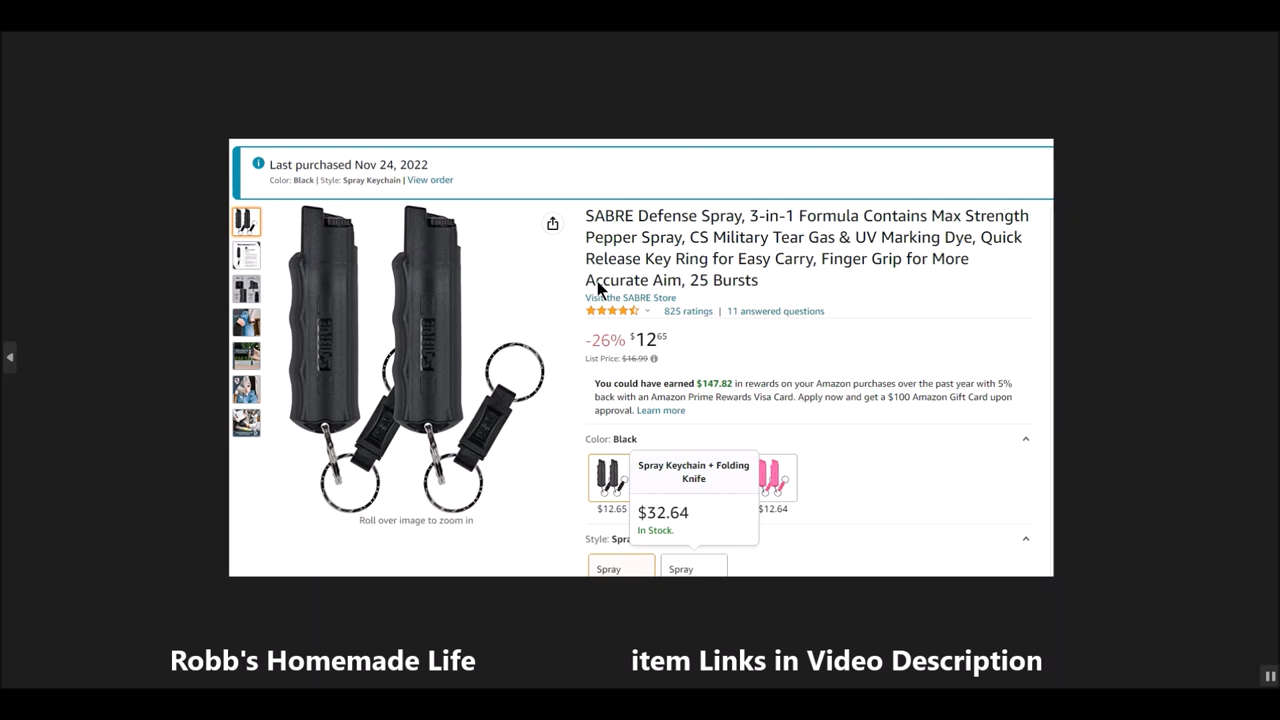 Last purchased Nov 24, 2022
Color: Black | Style: Spray Keychain | View order
SABRE Defense Spray, 3-in-1 Formula Contains Max Strength
Pepper Spray, CS Military Tear Gas & UV Marking Dye, Quick
Release Key Ring for Easy Carry, Finger Grip for More
Accurate Aim, 25 Bursts
Visit the SABRE Store
825 ratings | 11 answered questions
-26% $12 65
List Price: $16.99
You could have earned $147.82 in rewards on your Amazon purchases over the past year with 5%
back with an Amazon Prime Rewards Visa Card. Apply now and get a $100 Amazon Gift Card upon
approval. Learn more
Color: Black
Spray Keychain + Folding
Knife
$32.64
In Stock.
$12.65
$12.64
Roll over image to zoom in
Style: Spra
Spray
Spray
Robb's Homemade Life
item Links in Video Description